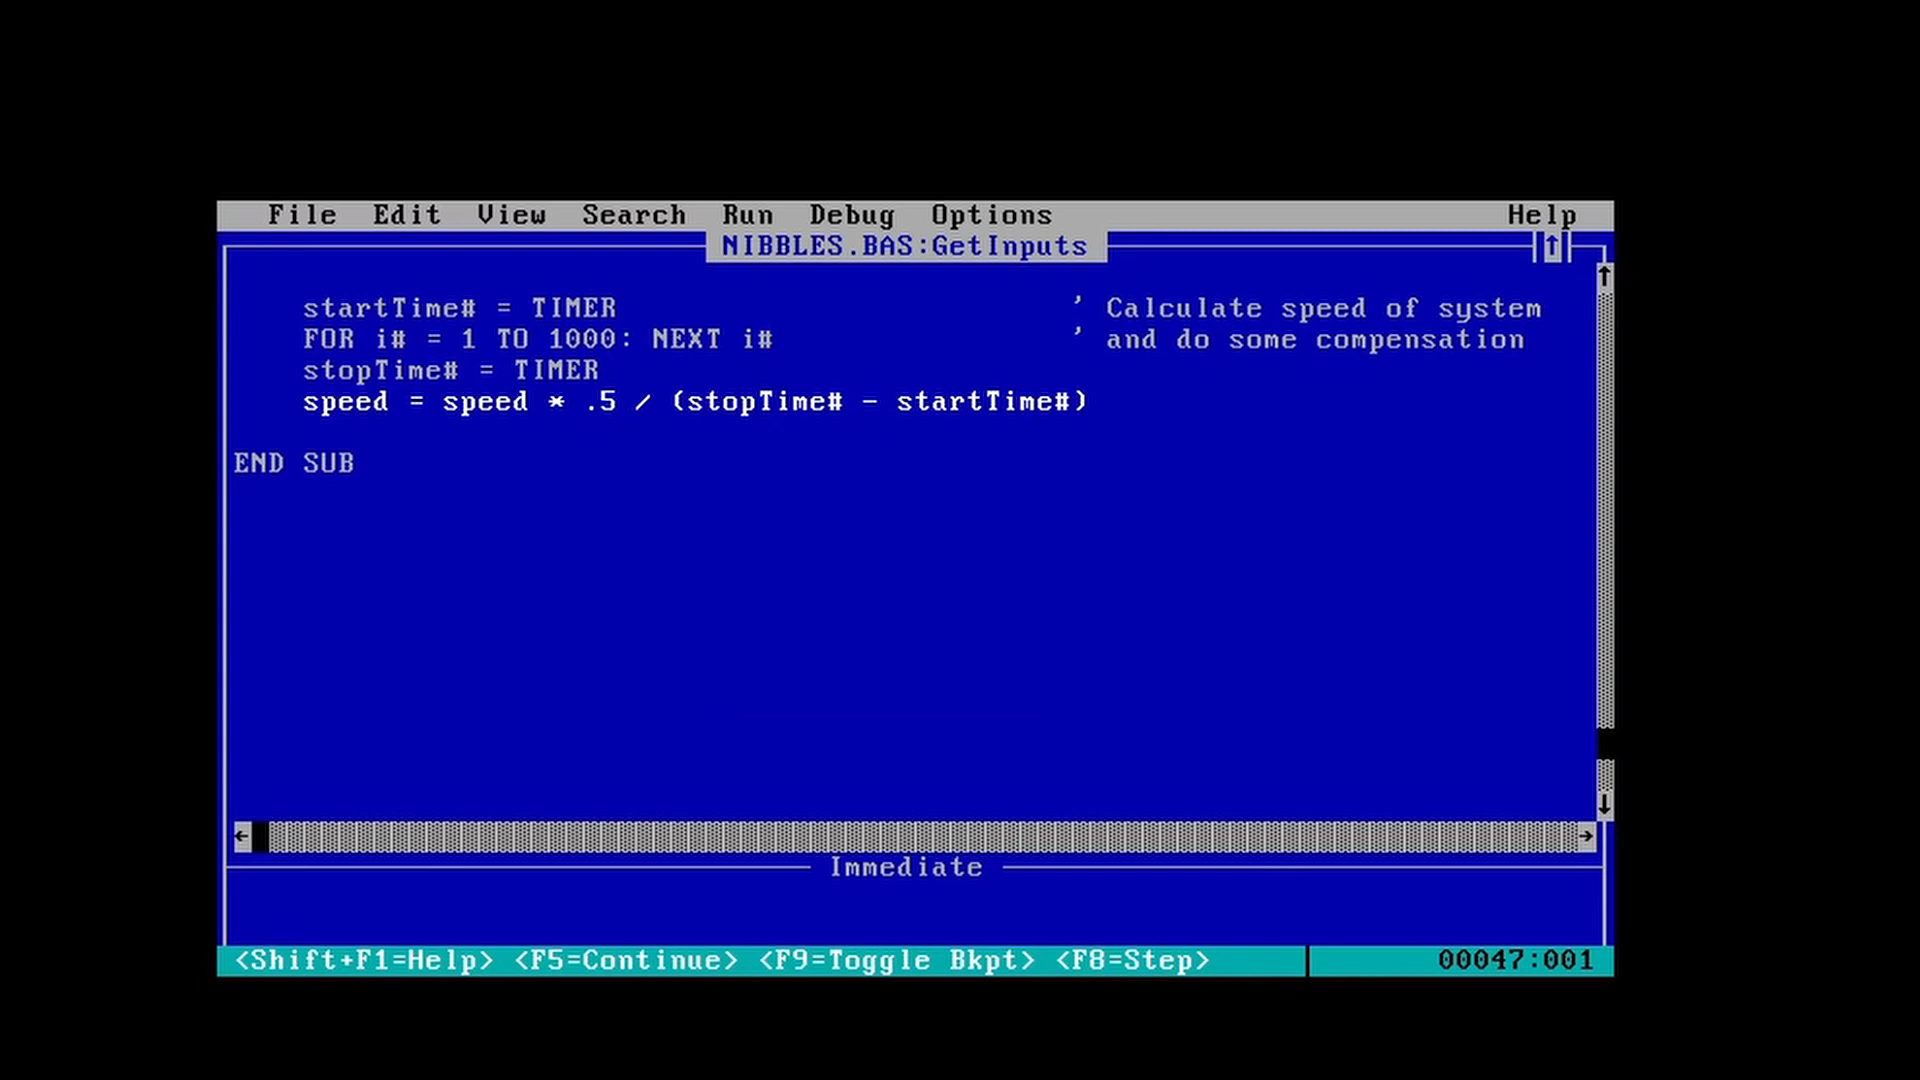 File Edit View Search Run Debug Options Help
NIBBLES.BAS:GetInputs
startTime# = TIMER ' Calculate speed of system
FOR i# = 1 TO 1000: NEXT i# ' and do some compensation
stopTime# = TIMER
speed = speed * .5 / (stopTime# - startTime#)
END SUB
Immediate
<Shift+F1=Help> <F5=Continue> <F9=Toggle Bkpt> <F8=Step> 00047:001